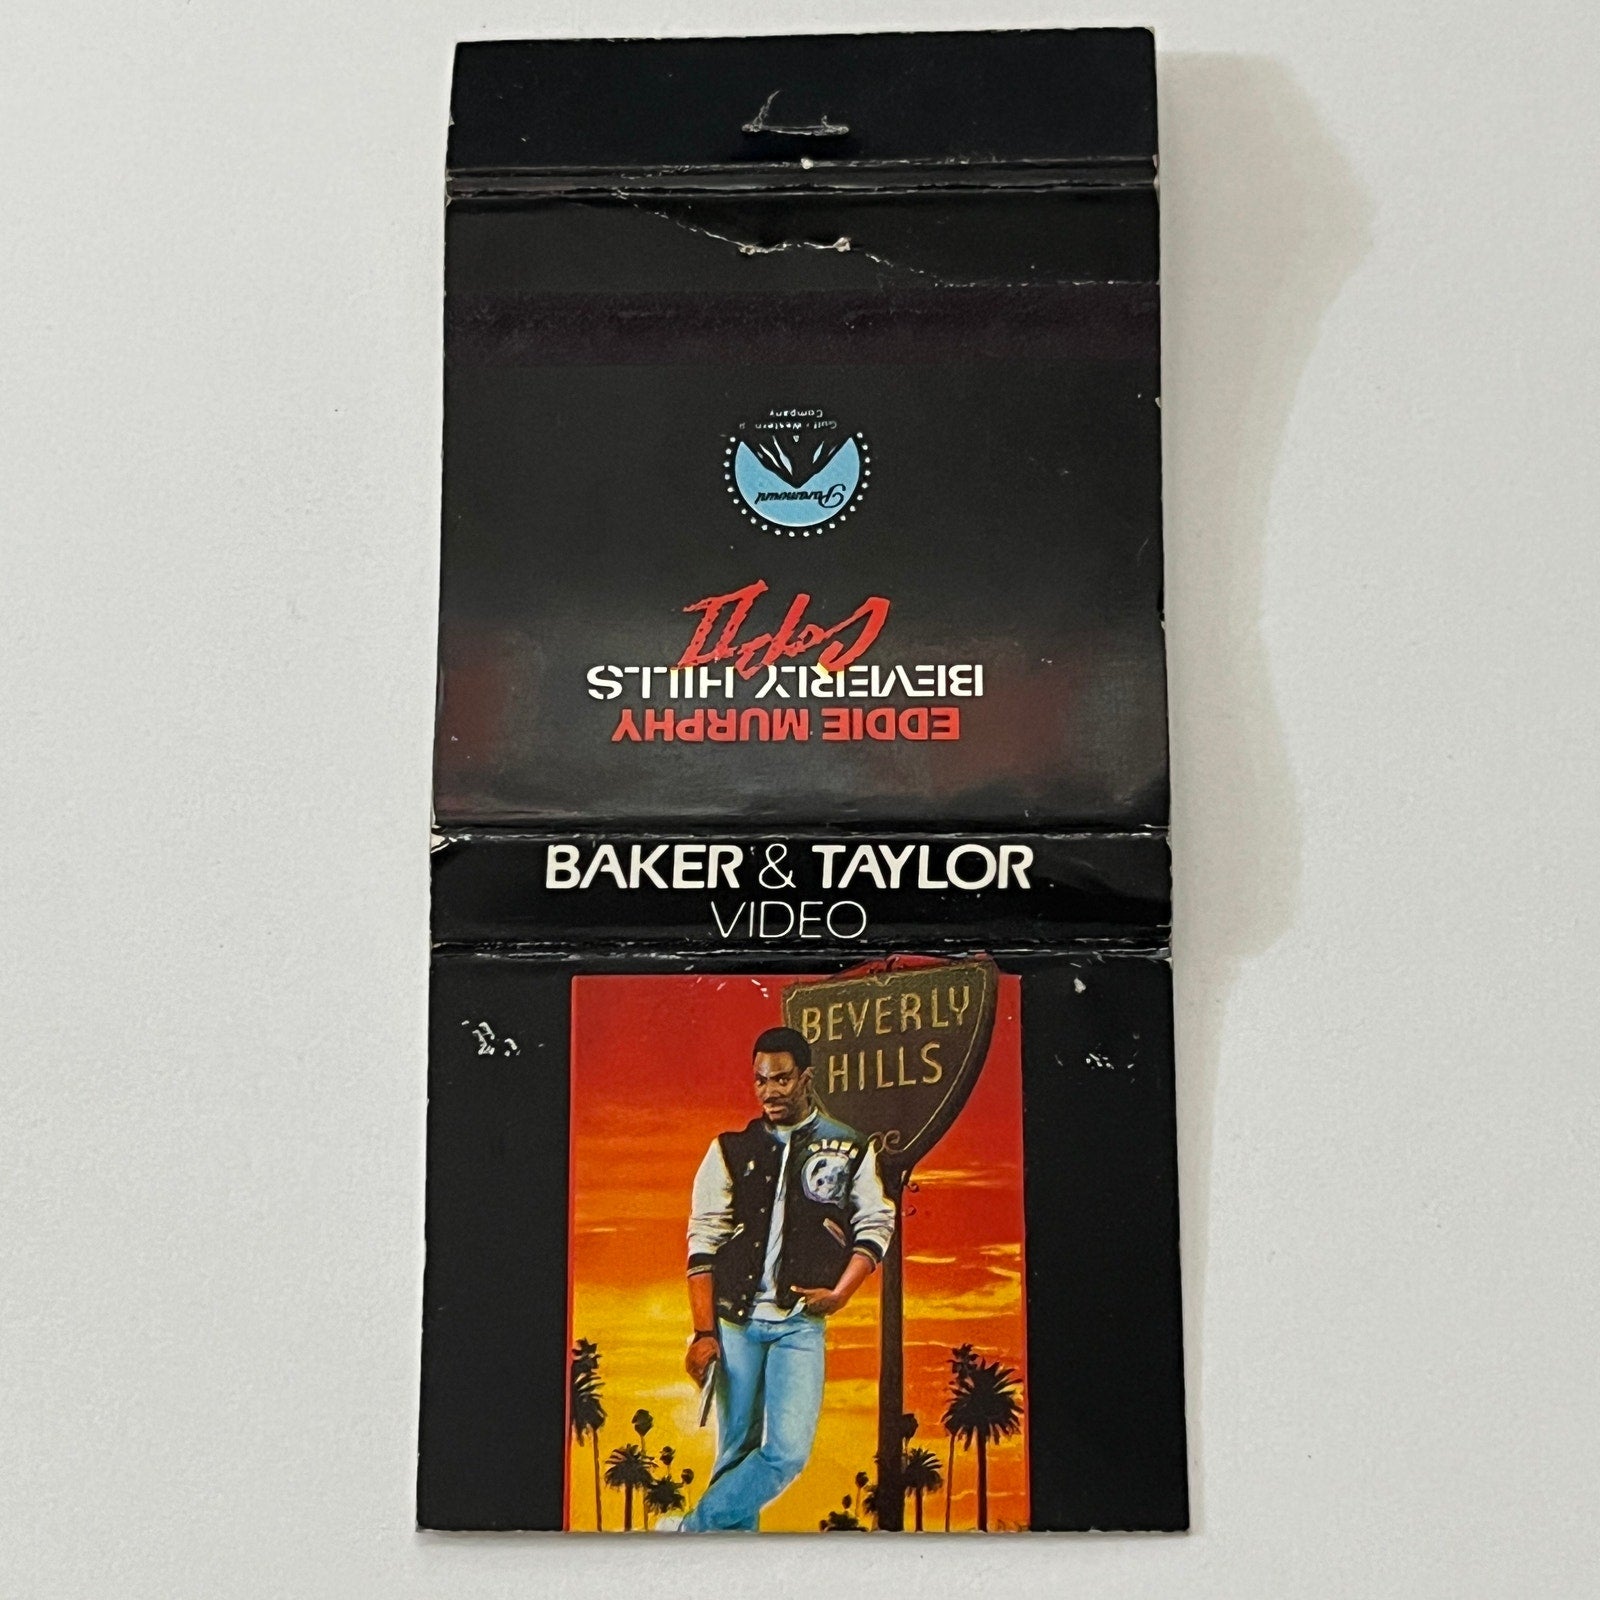 BAKER & TAYLOR
VIDEO
BEVERLY
HILLS
EDDIE MURPHY
BEVERLY HILLS
Cop II
Paramount
A
Gulf + Western
Company